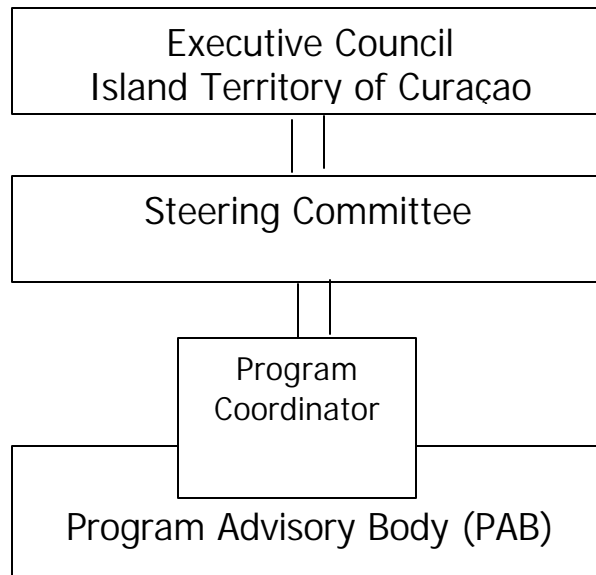 Executive Council
Island Territory of Curaçao
Steering Committee
Program
Coordinator
Program Advisory Body (PAB)